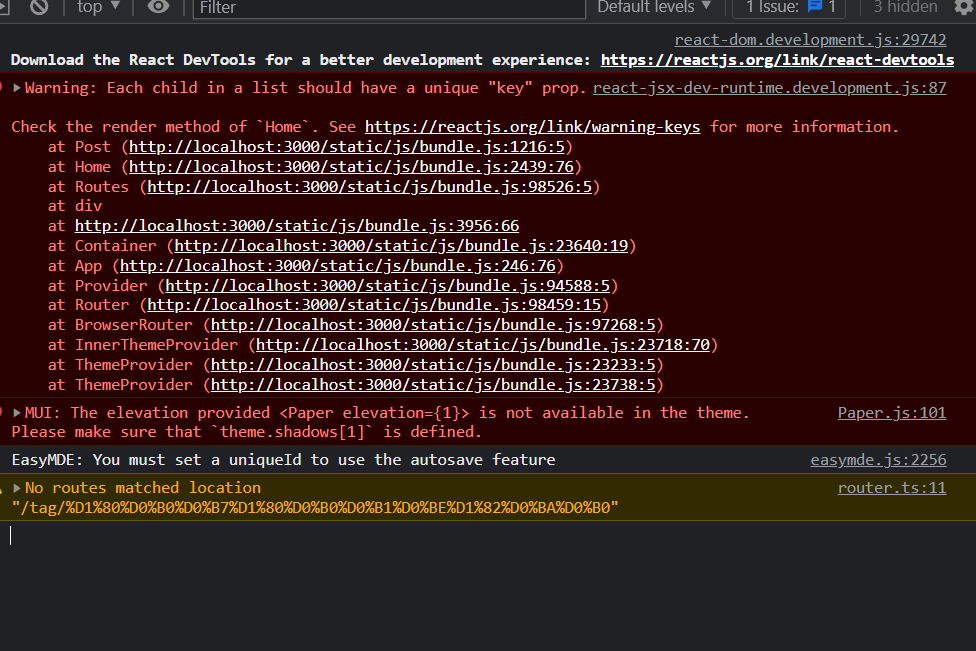 top ▼
Filter
Default levels ▼
1 Issue: 1
3 hidden
react-dom.development.js:29742
Download the React DevTools for a better development experience: https://reactjs.org/link/react-devtools
Warning: Each child in a list should have a unique "key" prop. react-jsx-dev-runtime.development.js:87
Check the render method of `Home`. See https://reactjs.org/link/warning-keys for more information.
at Post (http://localhost:3000/static/js/bundle.js:1216:5)
at Home (http://localhost:3000/static/js/bundle.js:2439:76)
at Routes (http://localhost:3000/static/js/bundle.js:98526:5)
at div
at http://localhost:3000/static/js/bundle.js:3956:66
at Container (http://localhost:3000/static/js/bundle.js:23640:19)
at App (http://localhost:3000/static/js/bundle.js:246:76)
at Provider (http://localhost:3000/static/js/bundle.js:94588:5)
at Router (http://localhost:3000/static/js/bundle.js:98459:15)
at BrowserRouter (http://localhost:3000/static/js/bundle.js:97268:5)
at InnerThemeProvider (http://localhost:3000/static/js/bundle.js:23718:70)
at ThemeProvider (http://localhost:3000/static/js/bundle.js:23233:5)
at ThemeProvider (http://localhost:3000/static/js/bundle.js:23738:5)
MUI: The elevation provided <Paper elevation={1}> is not available in the theme. Paper.js:101
Please make sure that `theme.shadows[1]` is defined.
EasyMDE: You must set a uniqueId to use the autosave feature easymde.js:2256
No routes matched location router.ts:11
"/tag/%D1%80%D0%B0%D0%B7%D1%80%D0%B0%D0%B1%D0%BE%D1%82%D0%BA%D0%B0"